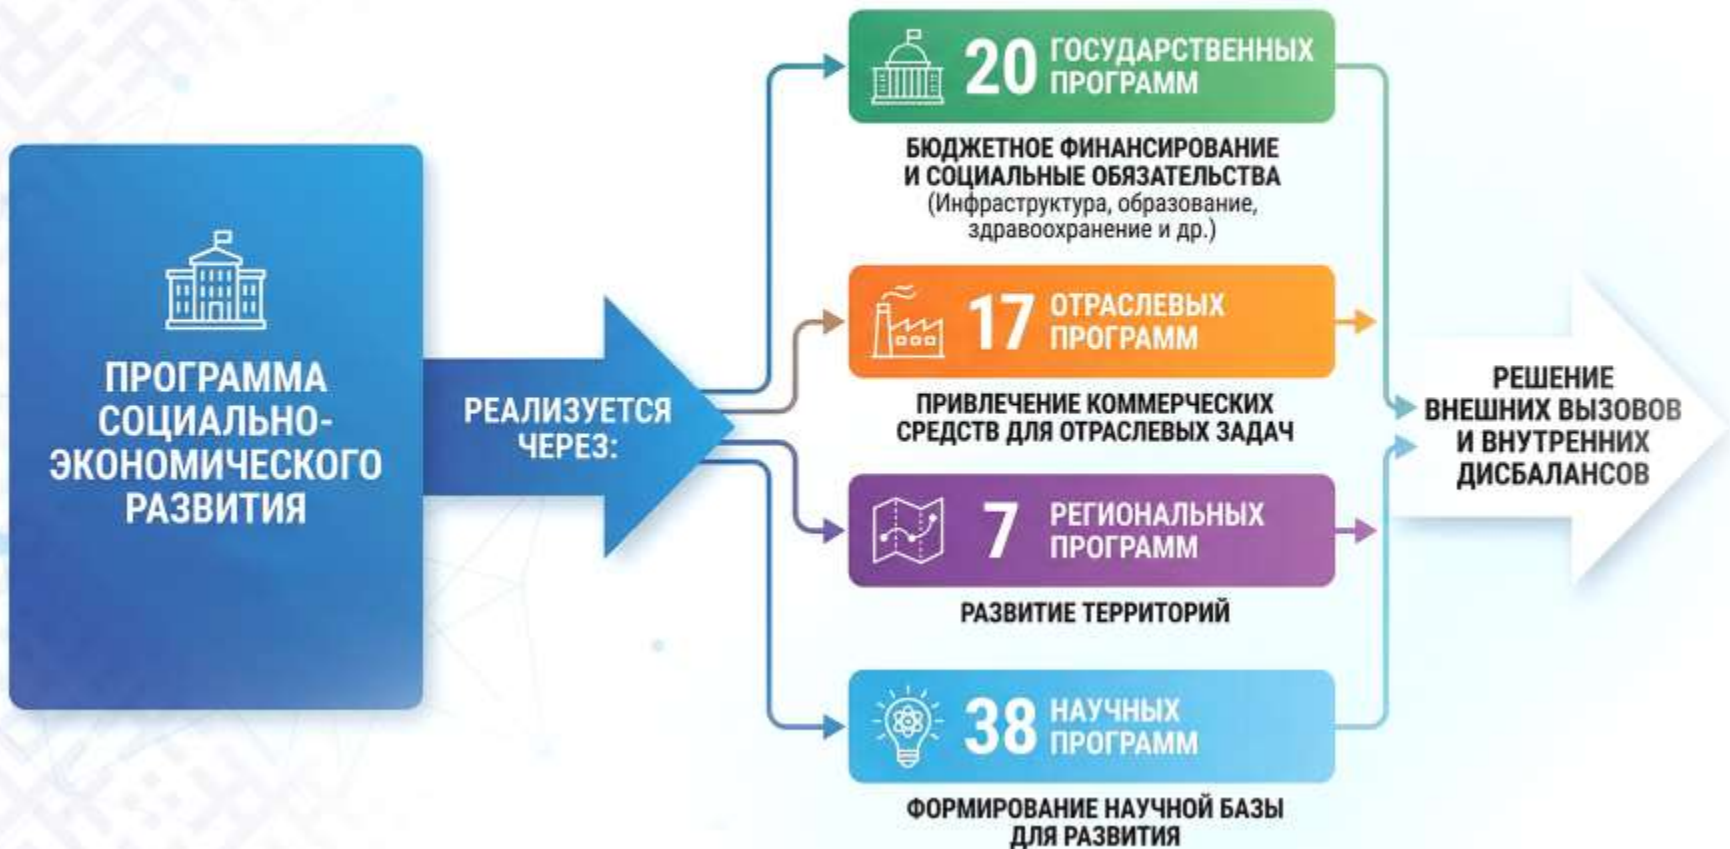 ПРОГРАММА
СОЦИАЛЬНО-
ЭКОНОМИЧЕСКОГО
РАЗВИТИЯ
РЕАЛИЗУЕТСЯ
ЧЕРЕЗ:
20 ГОСУДАРСТВЕННЫХ
ПРОГРАММ
БЮДЖЕТНОЕ ФИНАНСИРОВАНИЕ
И СОЦИАЛЬНЫЕ ОБЯЗАТЕЛЬСТВА
(Инфраструктура, образование,
здравоохранение и др.)
17 ОТРАСЛЕВЫХ
ПРОГРАММ
ПРИВЛЕЧЕНИЕ КОММЕРЧЕСКИХ
СРЕДСТВ ДЛЯ ОТРАСЛЕВЫХ ЗАДАЧ
7 РЕГИОНАЛЬНЫХ
ПРОГРАММ
РАЗВИТИЕ ТЕРРИТОРИЙ
38 НАУЧНЫХ
ПРОГРАММ
ФОРМИРОВАНИЕ НАУЧНОЙ БАЗЫ
ДЛЯ РАЗВИТИЯ
РЕШЕНИЕ
ВНЕШНИХ ВЫЗОВОВ
И ВНУТРЕННИХ
ДИСБАЛАНСОВ